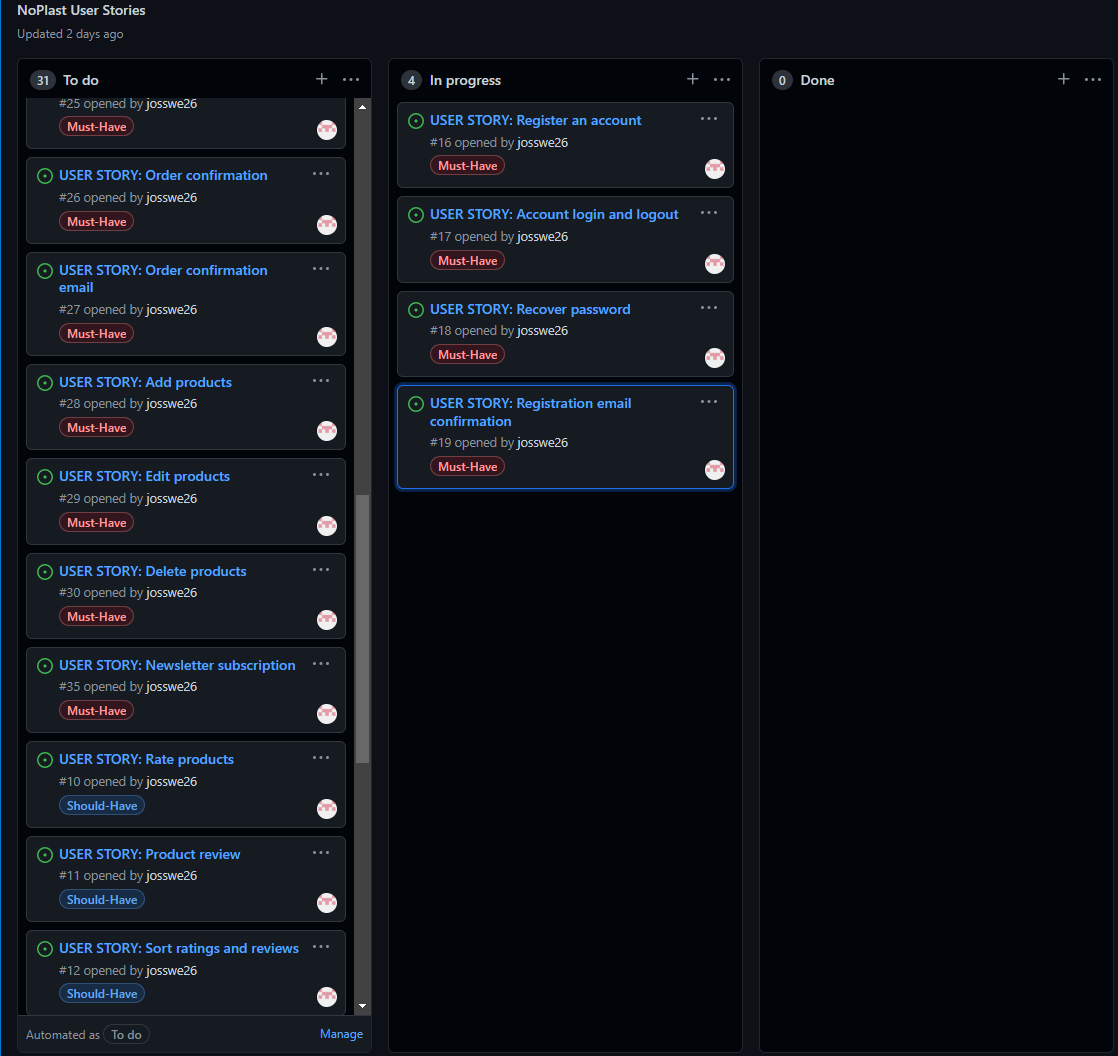 NoPlast User Stories
Updated 2 days ago
31 To do
#25 opened by josswe26
Must-Have
USER STORY: Order confirmation
#26 opened by josswe26
Must-Have
USER STORY: Order confirmation
email
#27 opened by josswe26
Must-Have
USER STORY: Add products
#28 opened by josswe26
Must-Have
USER STORY: Edit products
#29 opened by josswe26
Must-Have
USER STORY: Delete products
#30 opened by josswe26
Must-Have
USER STORY: Newsletter subscription
#35 opened by josswe26
Must-Have
USER STORY: Rate products
#10 opened by josswe26
Should-Have
USER STORY: Product review
#11 opened by josswe26
Should-Have
USER STORY: Sort ratings and reviews
#12 opened by josswe26
Should-Have
Automated as To do Manage
4 In progress
USER STORY: Register an account
#16 opened by josswe26
Must-Have
USER STORY: Account login and logout
#17 opened by josswe26
Must-Have
USER STORY: Recover password
#18 opened by josswe26
Must-Have
USER STORY: Registration email
confirmation
#19 opened by josswe26
Must-Have
0 Done